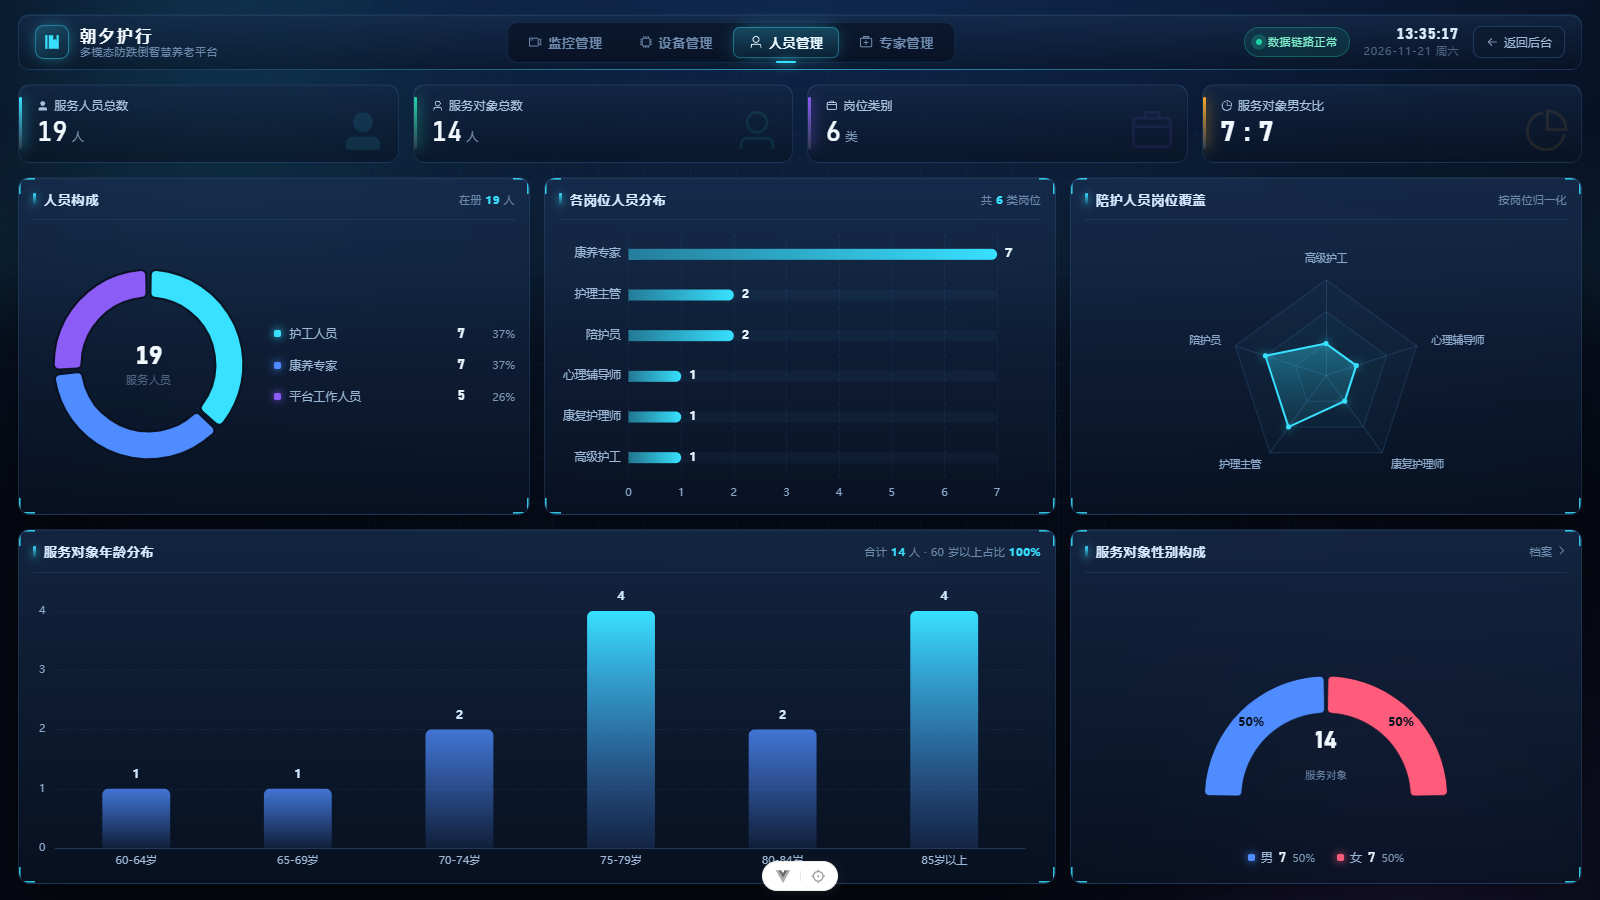 朝夕护行
多模态防跌倒智慧养老平台
监控管理
设备管理
人员管理
专家管理
数据链路正常
13:35:17
2026-11-21 周六
返回后台
服务人员总数
19 人
服务对象总数
14 人
岗位类别
6 类
服务对象男女比
7 : 7
人员构成
在册 19 人
19
服务人员
护工人员 7 37%
康养专家 7 37%
平台工作人员 5 26%
各岗位人员分布
共 6 类岗位
康养专家 7
护理主管 2
陪护员 2
心理辅导师 1
康复护理师 1
高级护工 1
0 1 2 3 4 5 6 7
陪护人员岗位覆盖
按岗位归一化
高级护工
陪护员
心理辅导师
护理主管
康复护理师
服务对象年龄分布
合计 14 人 · 60 岁以上占比 100%
4
3
2
1
0
1
1
2
4
2
4
60-64岁
65-69岁
70-74岁
75-79岁
80-84岁
85岁以上
服务对象性别构成
档案
50%
50%
14
服务对象
男 7 50%
女 7 50%